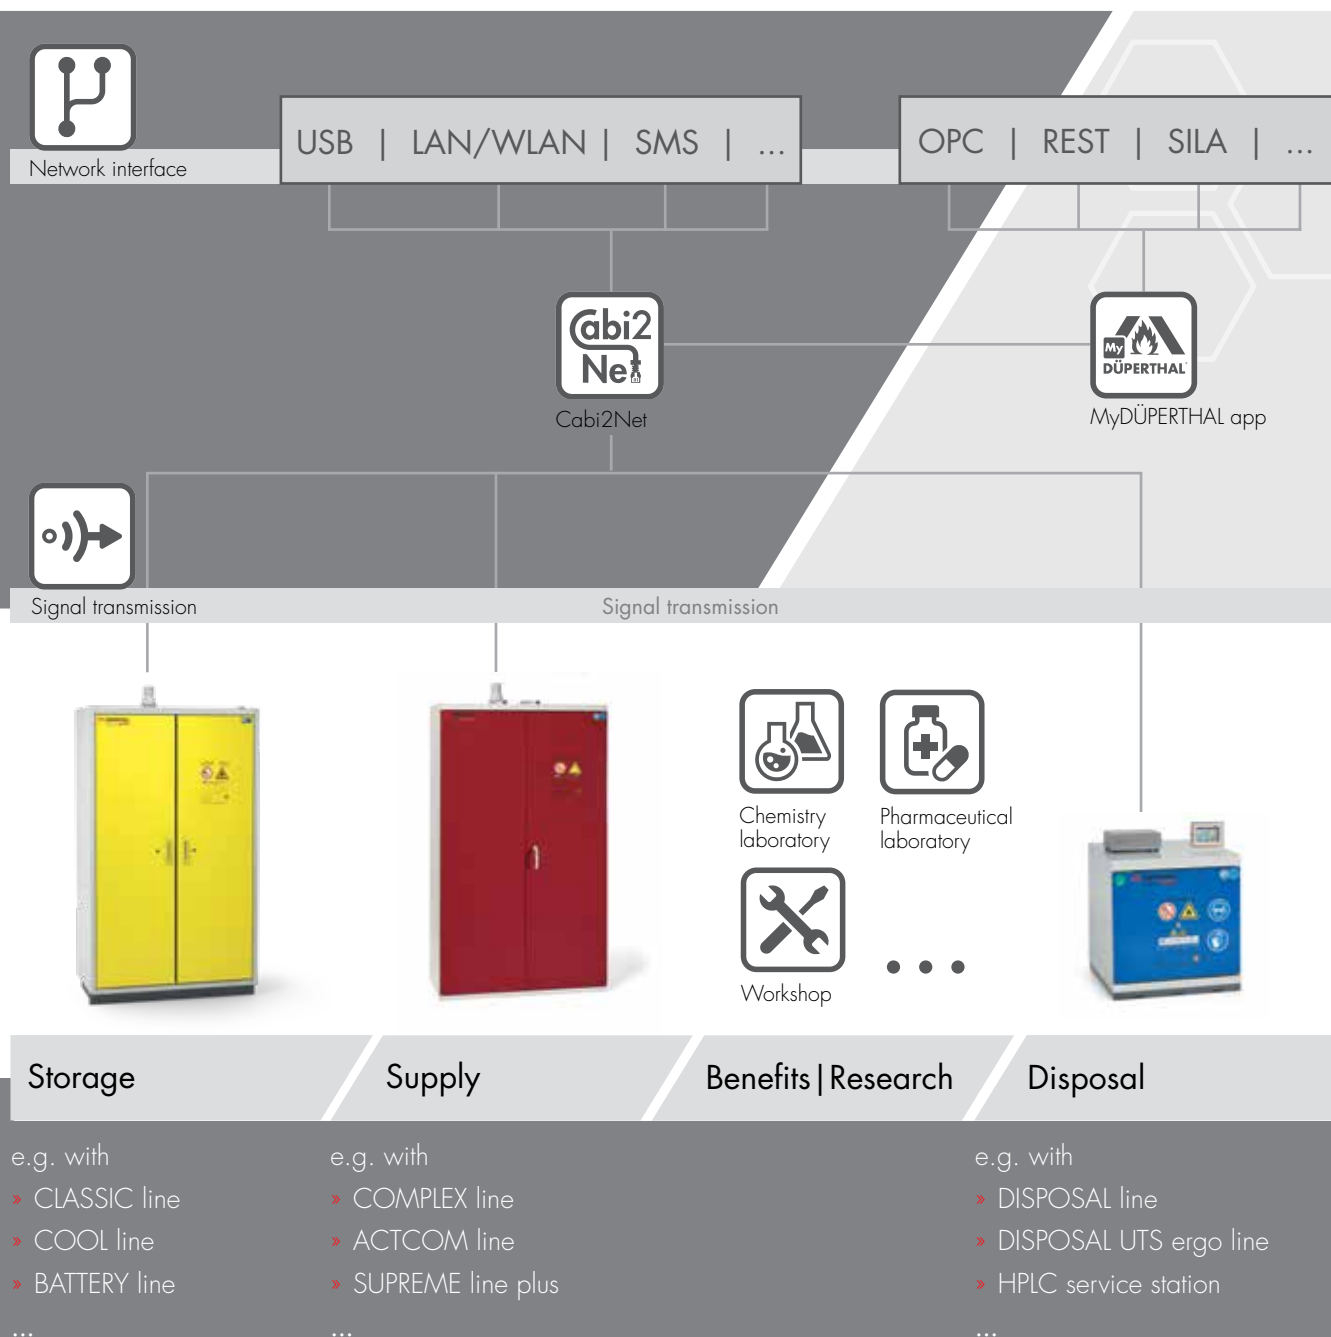 USB | LAN/WLAN | SMS | ...
OPC | REST | SILA | ...
Network interface
Cabi2
Net
My
DÜPERTHAL
Cabi2Net
MyDÜPERTHAL app
Signal transmission
Signal transmission
Chemistry
laboratory
Pharmaceutical
laboratory
Workshop
Storage
Supply
Benefits|Research
Disposal
e.g. with
» CLASSIC line
» COOL line
» BATTERY line
...
e.g. with
» COMPLEX line
» ACTCOM line
» SUPREME line plus
...
e.g. with
» DISPOSAL line
» DISPOSAL UTS ergo line
» HPLC service station
...